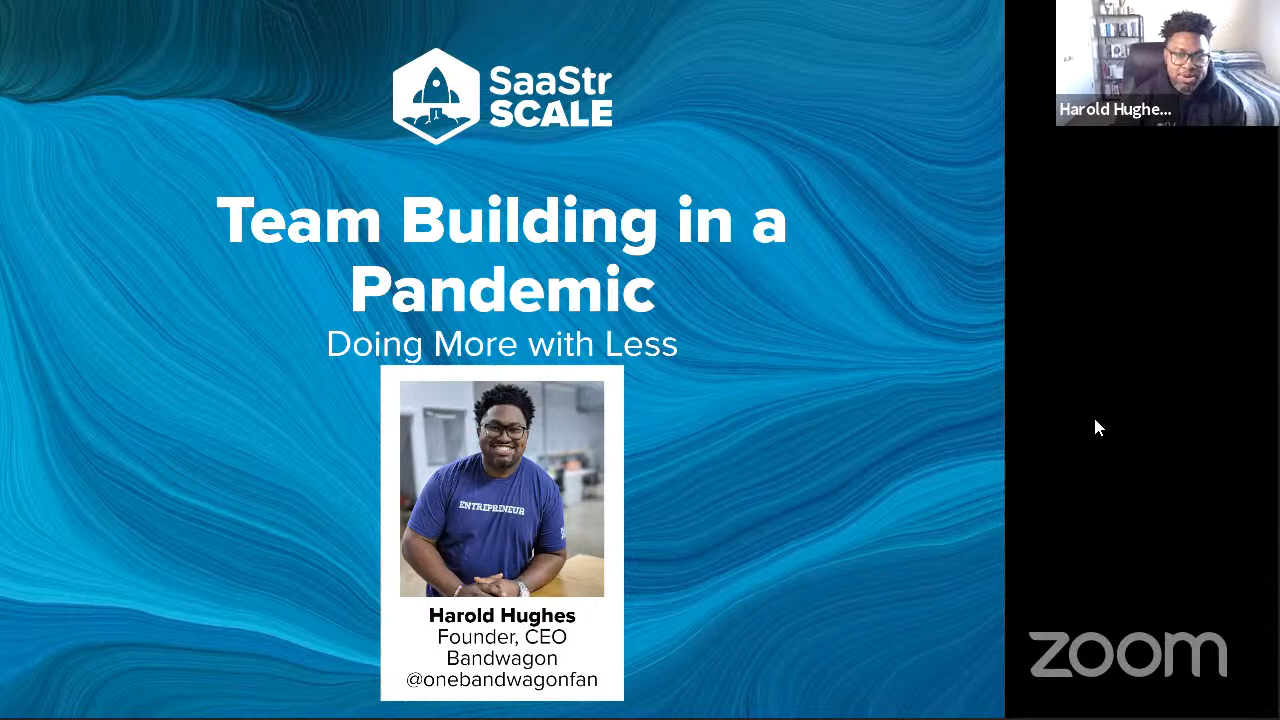 SaaStr
SCALE
Team Building in a
Pandemic
Doing More with Less
ENTREPRENEUR
Harold Hughes
Founder, CEO
Bandwagon
@onebandwagonfan
Harold Hughe...
zoom